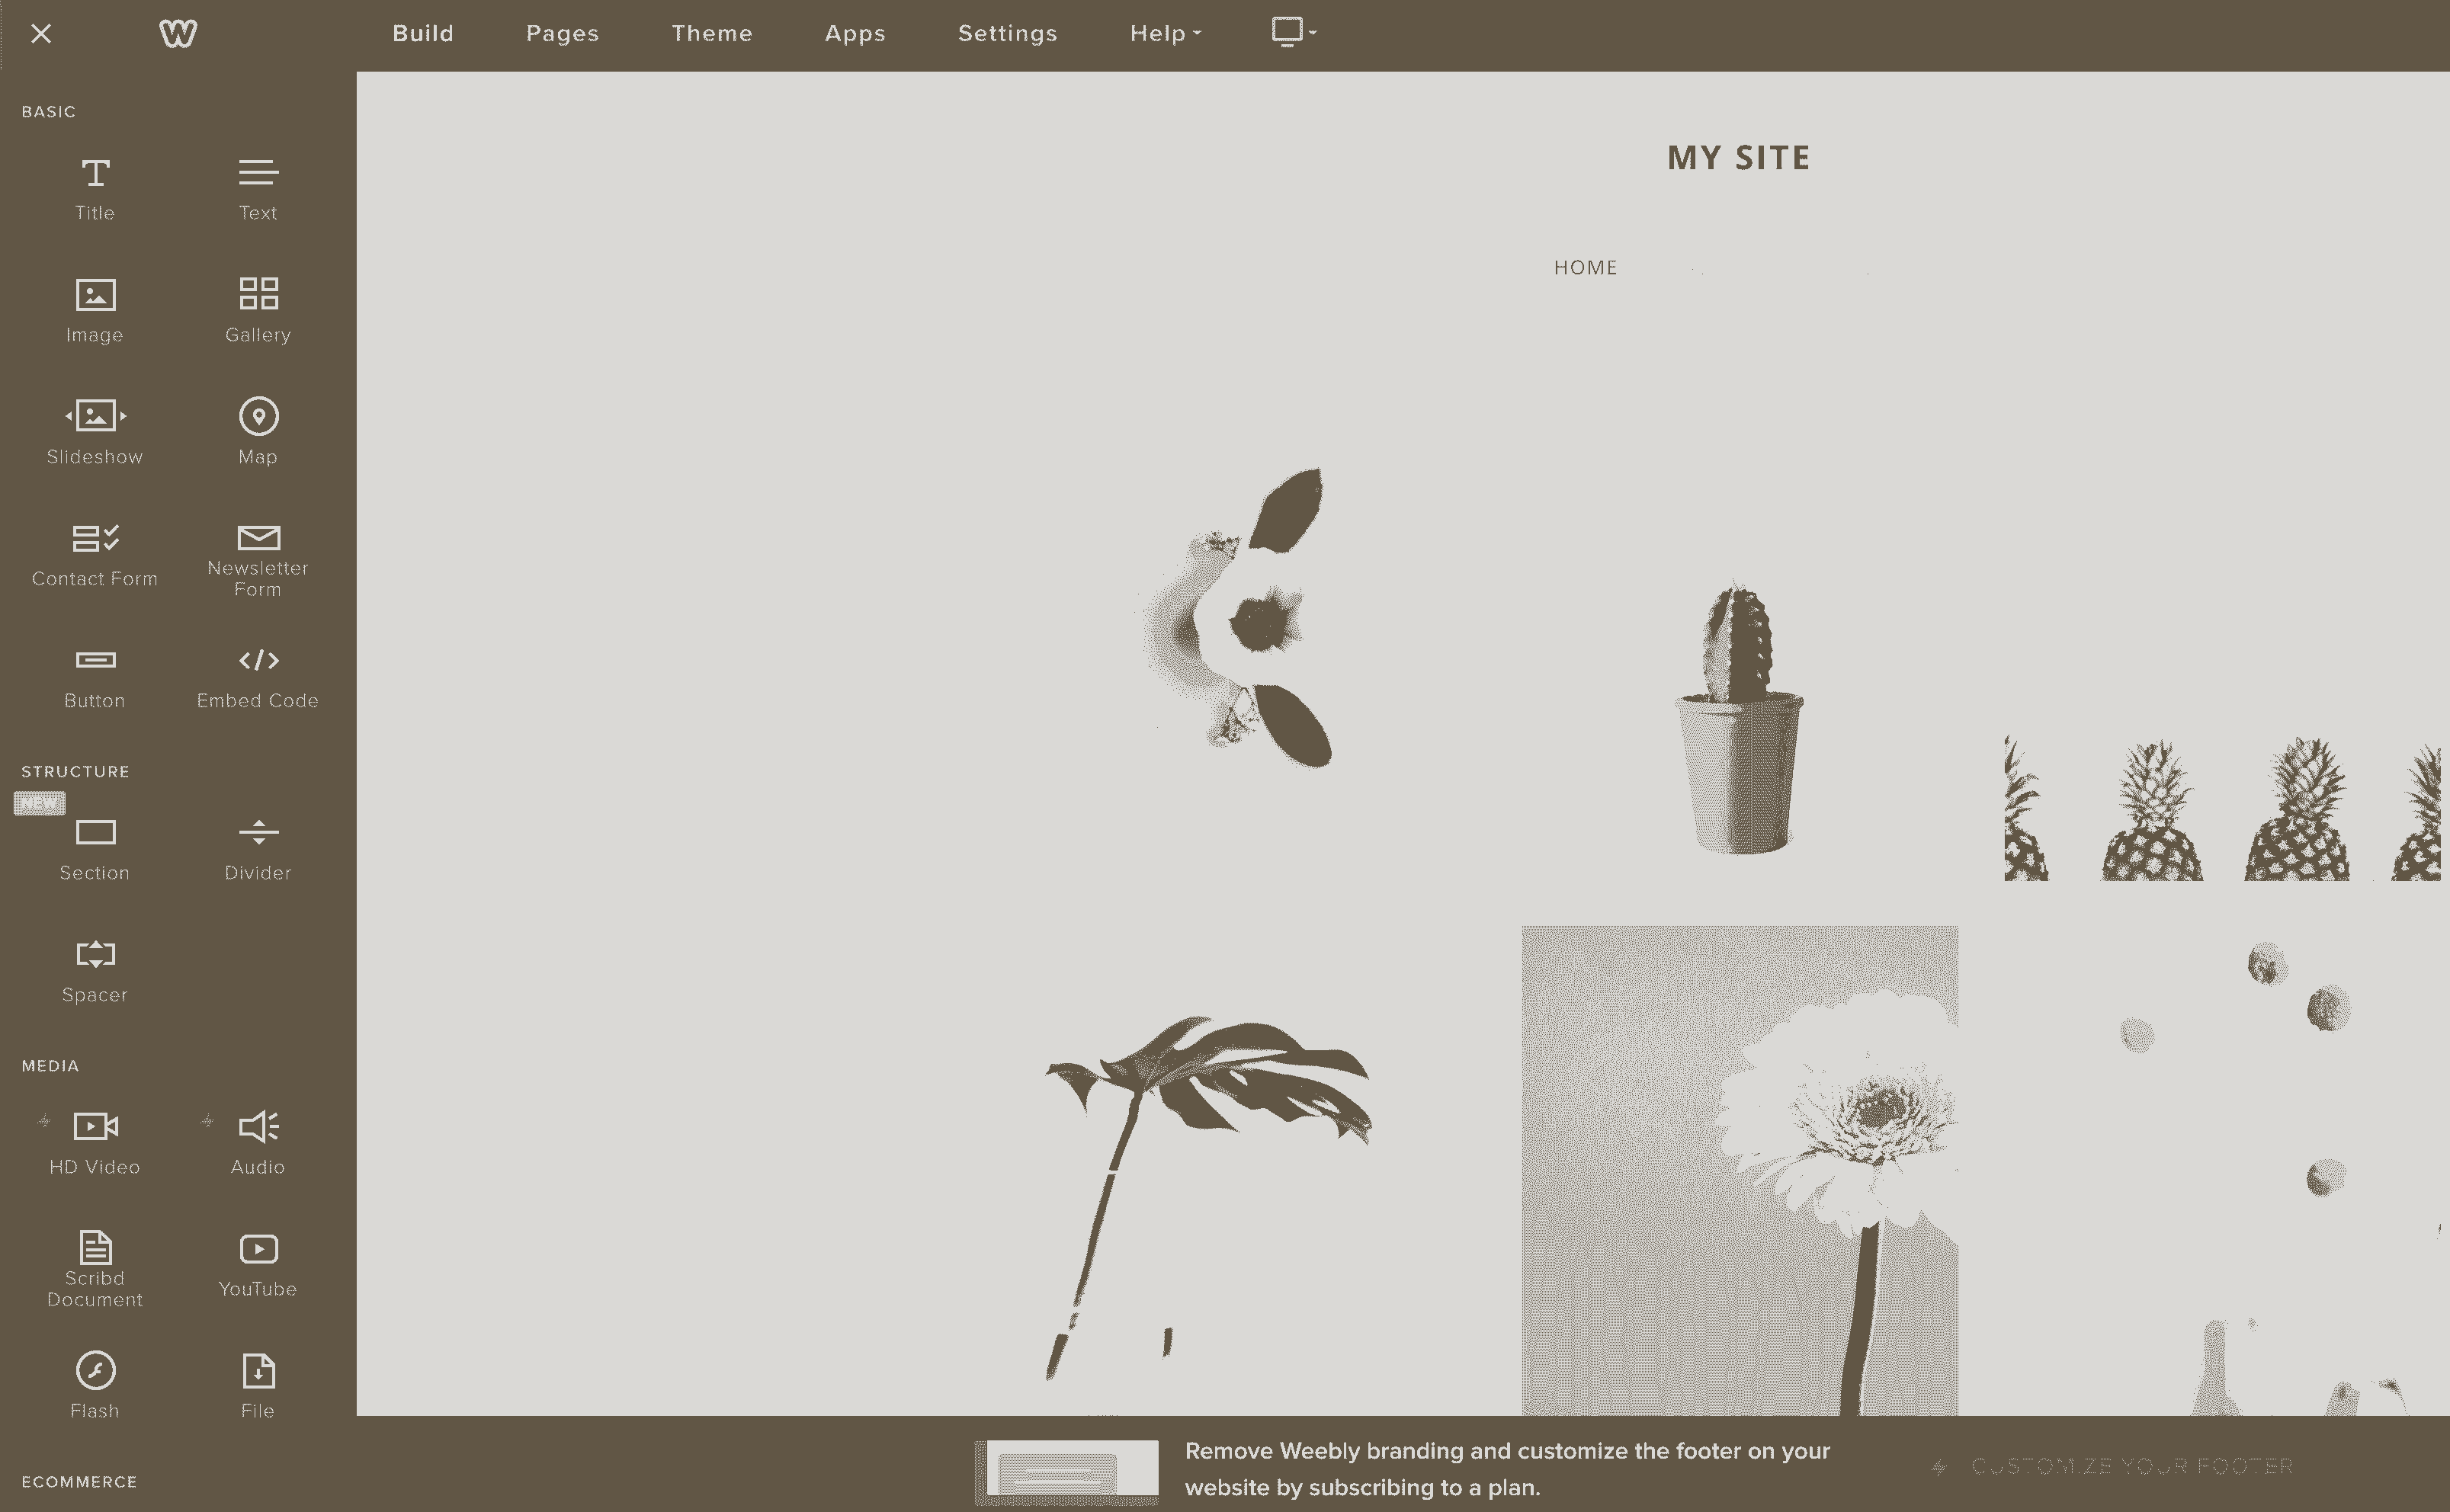 Build Pages Theme Apps Settings Help
BASIC
Title Text
Image Gallery
Slideshow Map
Contact Form Newsletter Form
Button Embed Code
STRUCTURE
NEW
Section Divider
Spacer
MEDIA
HD Video Audio
Scribd Document YouTube
Flash File
ECOMMERCE
MY SITE
HOME
Remove Weebly branding and customize the footer on your
website by subscribing to a plan.
CUSTOMIZE YOUR FOOTER